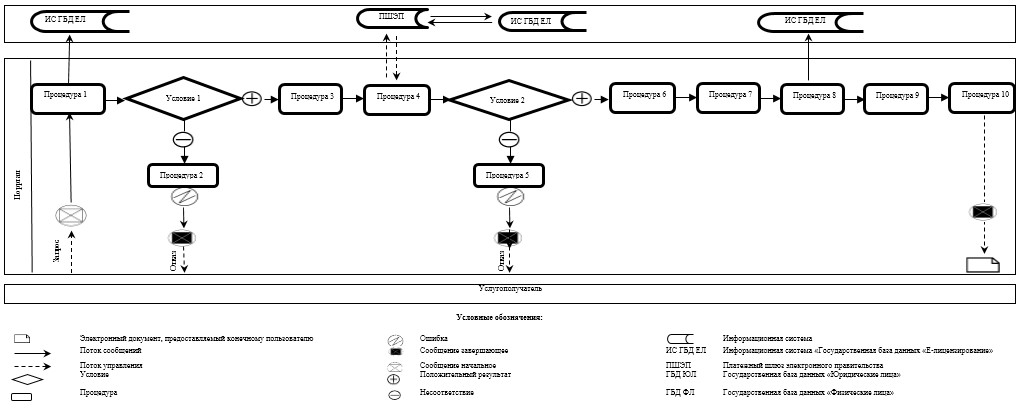 ИС ГБД ЕЛ
ПШЭП
ИС ГБД ЕЛ
ИС ГБД ЕЛ
Процедура 1
Условие 1
Процедура 3
Процедура 4
Условие 2
Процедура 6
Процедура 7
Процедура 8
Процедура 9
Процедура 10
Процедура 2
Процедура 5
Портал
Запрос
Отказ
Отказ
Услугополучатель
Условные обозначения:
Электронный документ, предоставляемый конечному пользователю
Ошибка
Информационная система
Поток сообщений
Сообщение завершающее
ИС ГБД ЕЛ
Информационная система «Государственная база данных «Е-лицензирование»
Поток управления
Сообщение начальное
ПШЭП
Платежный шлюз электронного правительства
Условие
Положительный результат
ГБД ЮЛ
Государственная база данных «Юридические лица»
Процедура
Несоответствие
ГБД ФЛ
Государственная база данных «Физические лица»